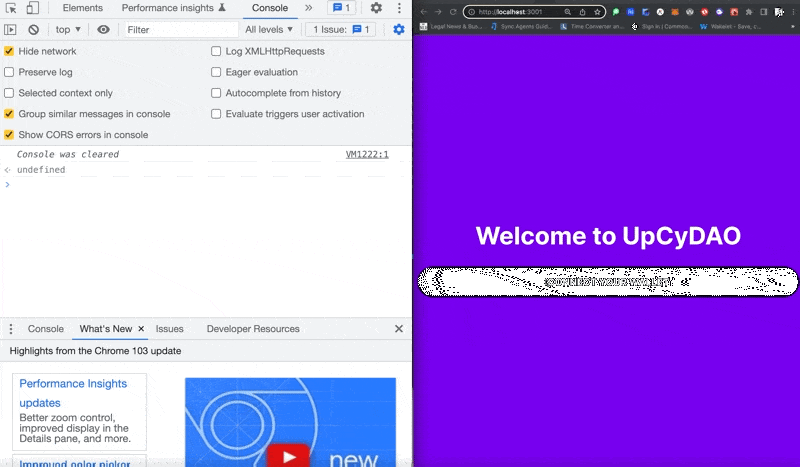 Elements Performance insights Console » 1
top ▾ Filter All levels ▾ 1 Issue: 1
Hide network Log XMLHttpRequests
Preserve log Eager evaluation
Selected context only Autocomplete from history
Group similar messages in console Evaluate triggers user activation
Show CORS errors in console
Console was cleared VM1222:1
undefined
Console What's New × Issues Developer Resources
Highlights from the Chrome 103 update
Performance Insights
updates
Better zoom control,
improved display in the
Details pane, and more.
Improved color picker
new
http://localhost:3001
Legal News & Bus... Sync Agents Guid... Time Converter an... Sign In | Cammoo... Save, c...
Welcome to UpCyDAO